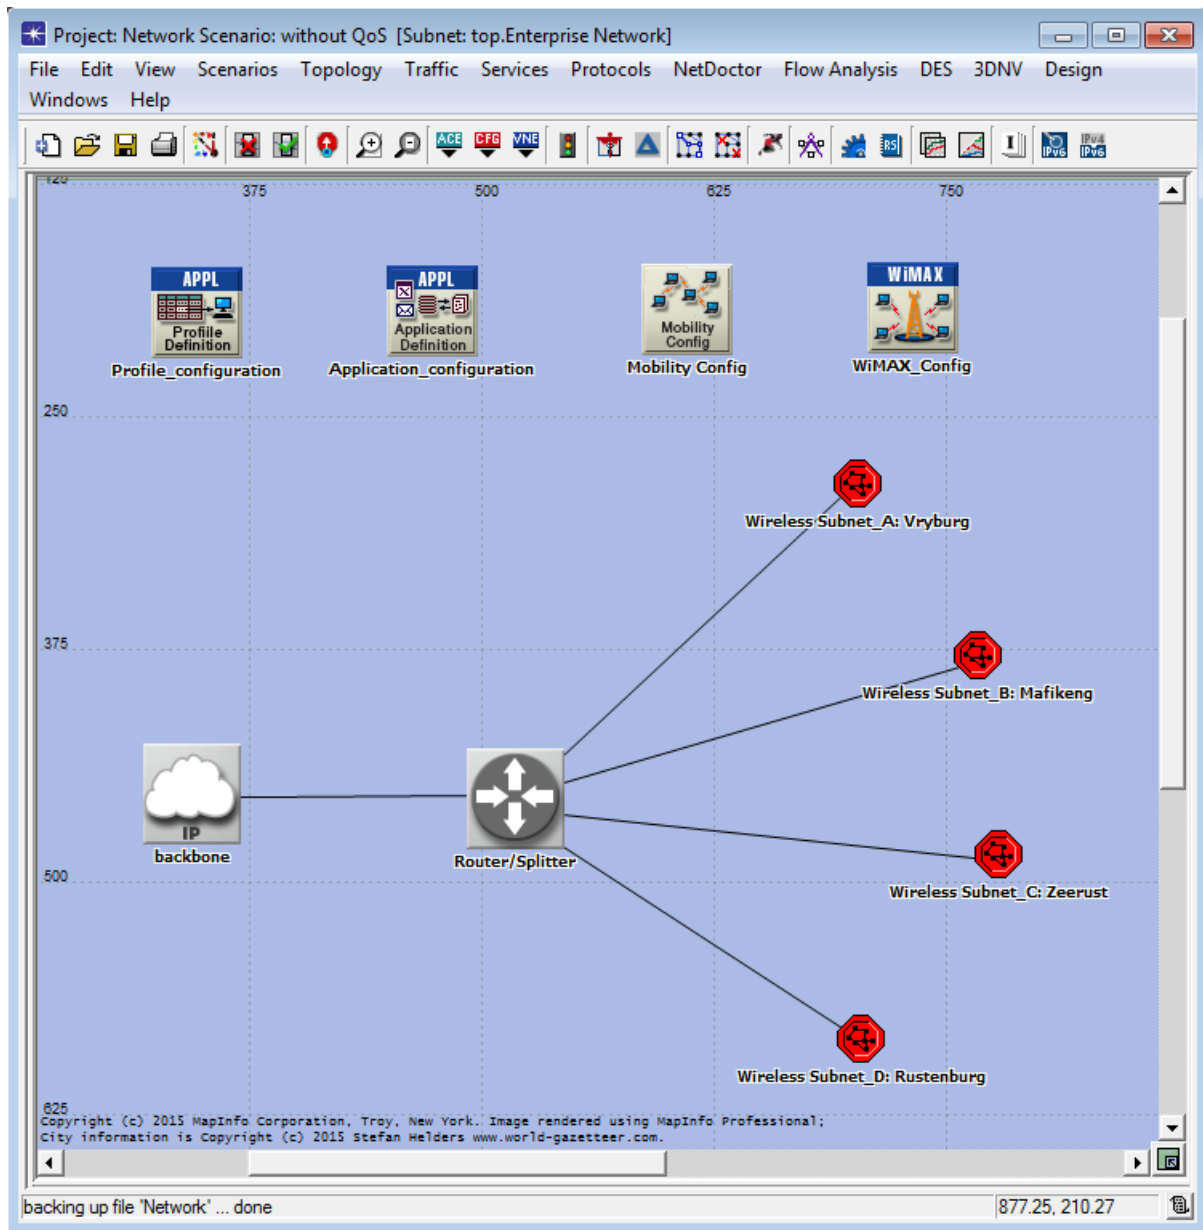 Project: Network Scenario: without QoS [Subnet: top.Enterprise Network]
File Edit View Scenarios Topology Traffic Services Protocols NetDoctor Flow Analysis DES 3DNV Design
Windows Help
ACE CFG VNE RS IPv6 IPv4 IPv6
125 375 500 625 750
APPL APPL WiMAX
Profile Definition Application Definition Mobility Config
Profile_configuration Application_configuration Mobility Config WiMAX_Config
250
Wireless Subnet_A: Vryburg
375
Wireless Subnet_B: Mafikeng
IP
backbone Router/Splitter
500
Wireless Subnet_C: Zeerust
Wireless Subnet_D: Rustenburg
625
Copyright (c) 2015 MapInfo Corporation, Troy, New York. Image rendered using MapInfo Professional;
City information is Copyright (c) 2015 Stefan Helders www.world-gazetteer.com.
backing up file "Network" ... done 877.25, 210.27